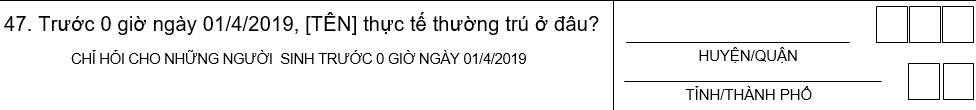 47. Trước 0 giờ ngày 01/4/2019, [TÊN] thực tế thường trú ở đâu?
CHỈ HỎI CHO NHỮNG NGƯỜI SINH TRƯỚC 0 GIỜ NGÀY 01/4/2019
HUYỆN/QUẬN
TỈNH/THÀNH PHỐ